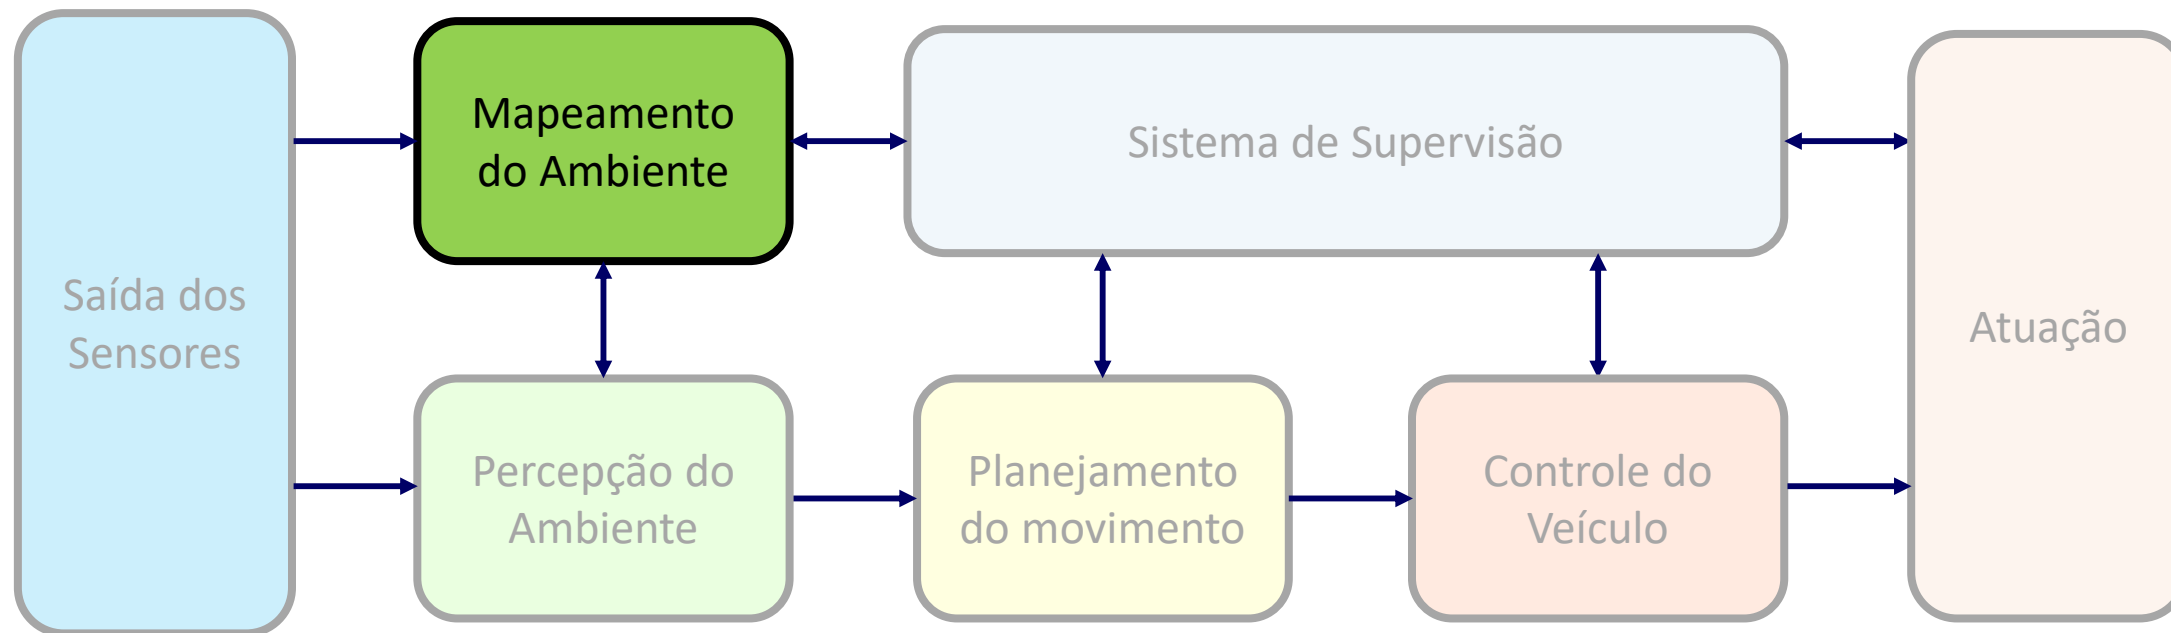 Saída dos
Sensores
Mapeamento
do Ambiente
Sistema de Supervisão
Percepção do
Ambiente
Planejamento
do movimento
Controle do
Veículo
Atuação